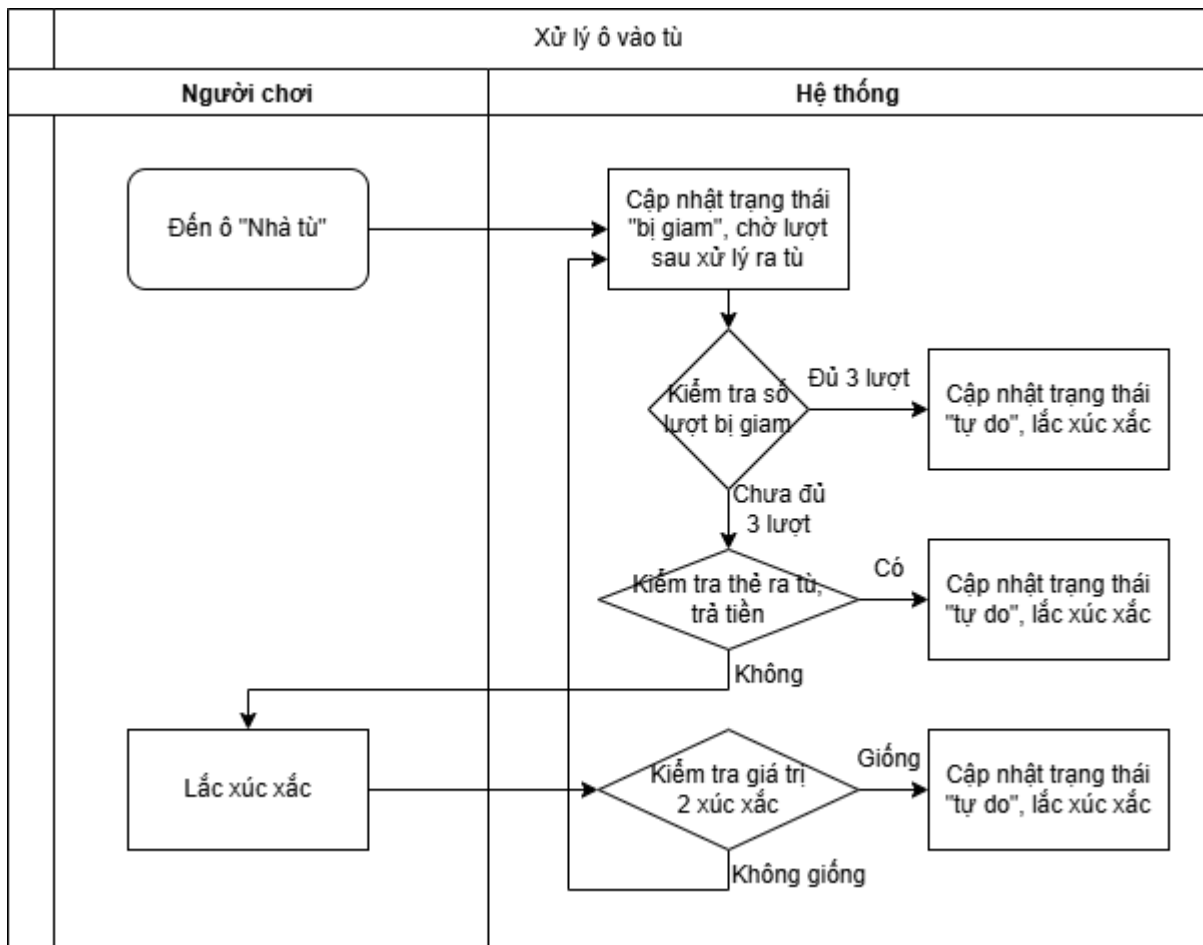 Xử lý ô vào tù
Người chơi
Hệ thống
Đến ô "Nhà tù"
Cập nhật trạng thái
"bị giam", chờ lượt
sau xử lý ra tù
Kiểm tra số
lượt bị giam
Đủ 3 lượt
Cập nhật trạng thái
"tự do", lắc xúc xắc
Chưa đủ
3 lượt
Kiểm tra thẻ ra tù,
trả tiền
Có
Cập nhật trạng thái
"tự do", lắc xúc xắc
Không
Lắc xúc xắc
Kiểm tra giá trị
2 xúc xắc
Giống
Cập nhật trạng thái
"tự do", lắc xúc xắc
Không giống